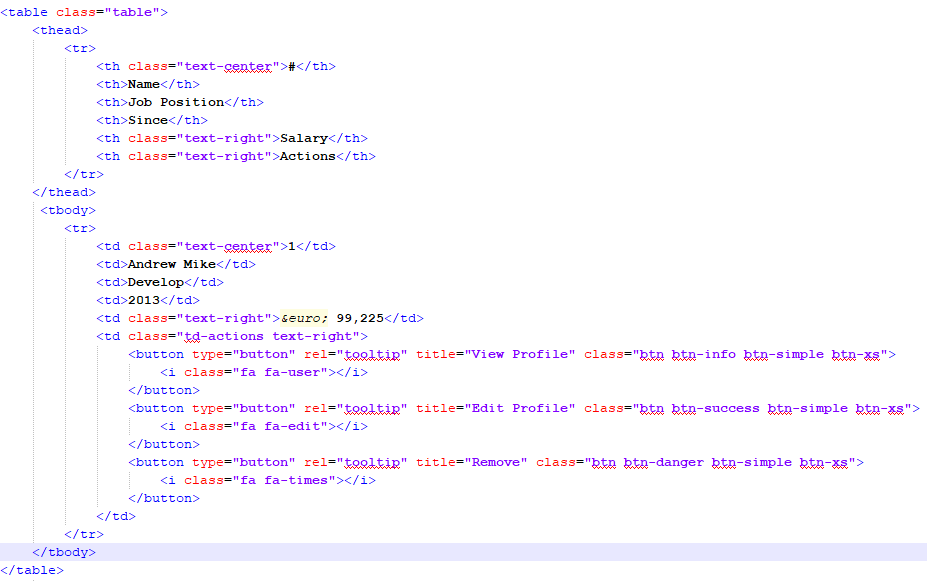 <table class="table">
    <thead>
        <tr>
            <th class="text-center">#</th>
            <th>Name</th>
            <th>Job Position</th>
            <th>Since</th>
            <th class="text-right">Salary</th>
            <th class="text-right">Actions</th>
        </tr>
    </thead>
     <tbody>
        <tr>
            <td class="text-center">1</td>
            <td>Andrew Mike</td>
            <td>Develop</td>
            <td>2013</td>
            <td class="text-right">&euro; 99,225</td>
            <td class="td-actions text-right">
                <button type="button" rel="tooltip" title="View Profile" class="btn btn-info btn-simple btn-xs">
                    <i class="fa fa-user"></i>
                </button>
                <button type="button" rel="tooltip" title="Edit Profile" class="btn btn-success btn-simple btn-xs">
                    <i class="fa fa-edit"></i>
                </button>
                <button type="button" rel="tooltip" title="Remove" class="btn btn-danger btn-simple btn-xs">
                    <i class="fa fa-times"></i>
                </button>
            </td>
        </tr>
    </tbody>
</table>